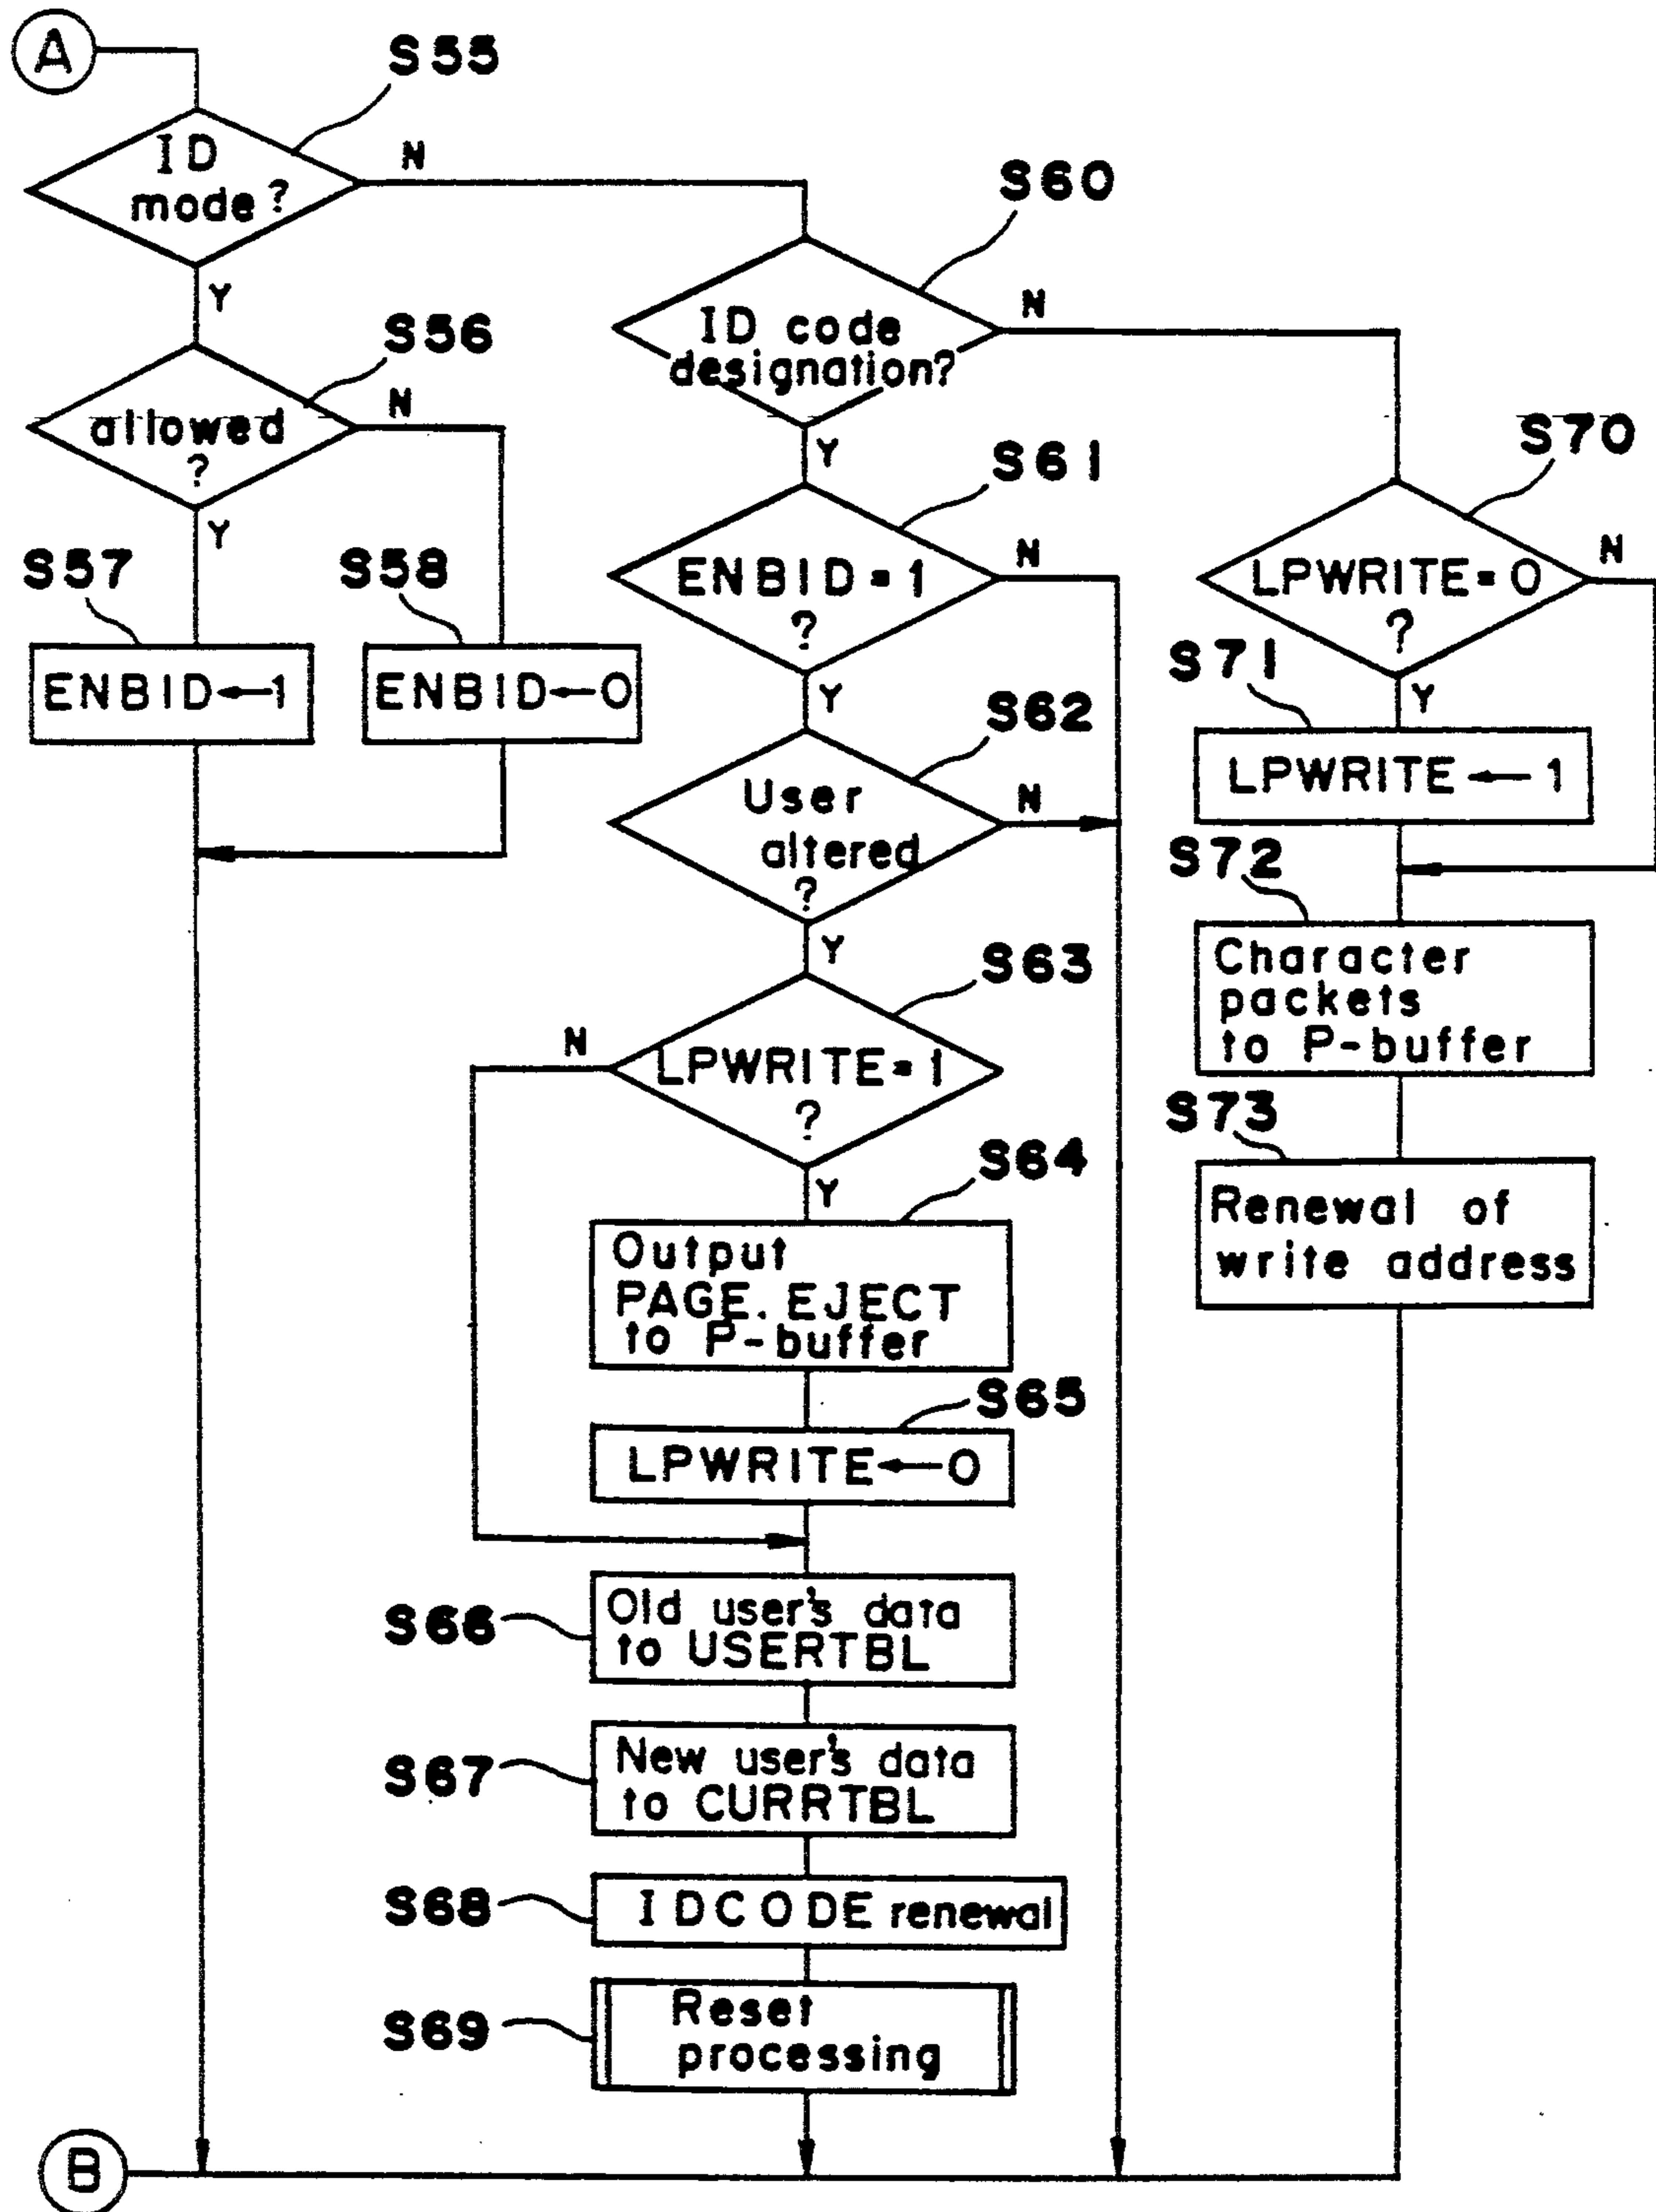 A
S55
ID
mode?
N
Y
S60
ID code
designation?
N
Y
S56
allowed
?
N
Y
S57
ENBID←1
S58
ENBID←0
S61
ENBID=1
?
N
Y
S62
User
altered
?
N
Y
S63
LPWRITE=1
?
N
Y
S64
Output
PAGE. EJECT
to P-buffer
S65
LPWRITE←0
S66
Old user's data
to USERTBL
S67
New user's data
to CURRTBL
S68
IDCODE renewal
S69
Reset
processing
S70
LPWRITE=0
?
N
Y
S71
LPWRITE←1
S72
Character
packets
to P-buffer
S73
Renewal of
write address
B